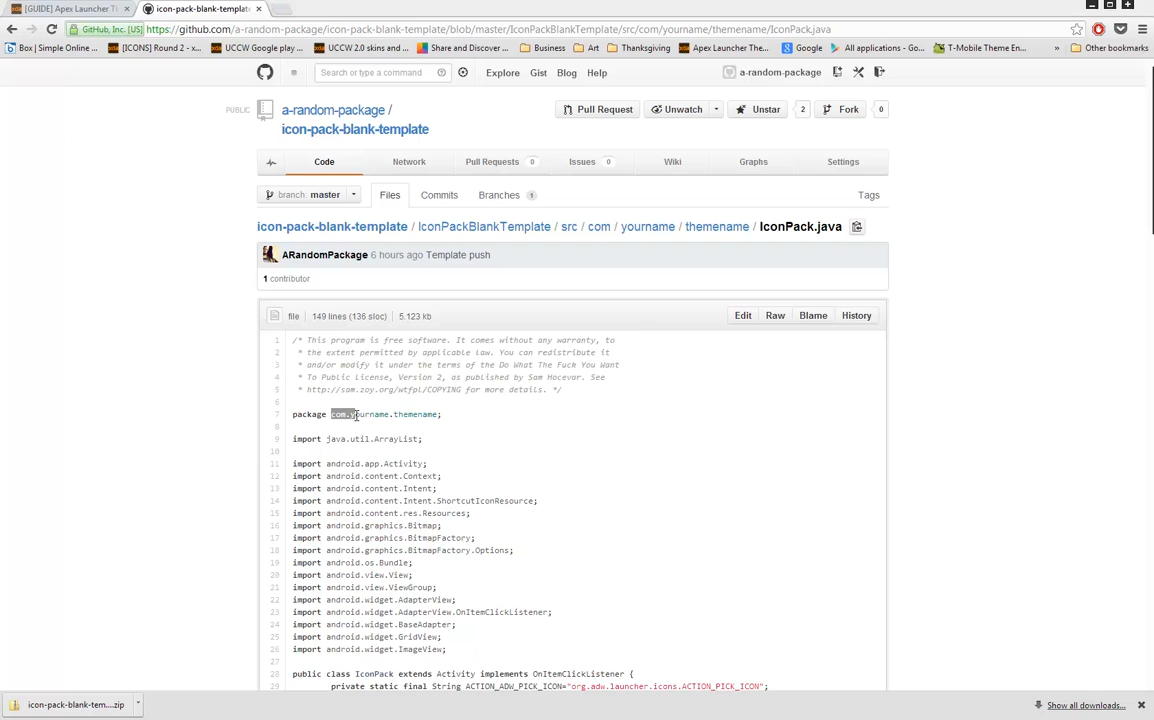 [GUIDE] Apex Launcher Th
icon-pack-blank-template
GitHub, Inc. [US]
https://github.com/a-random-package/icon-pack-blank-template/blob/master/IconPackBlankTemplate/src/com/yourname/themename/IconPack.java
Box | Simple Online ...
[ICONS] Round 2 - x...
UCCW Google play ...
UCCW 2.0 skins and ...
Share and Discover ...
Business
Art
Thanksgiving
Apex Launcher The...
Google
All applications - Go...
T-Mobile Theme En...
»
Other bookmarks
Search or type a command
Explore Gist Blog Help
a-random-package
PUBLIC
a-random-package /
icon-pack-blank-template
Pull Request
Unwatch
Unstar 2
Fork 0
Code Network Pull Requests 0 Issues 0 Wiki Graphs Settings
branch: master
Files Commits Branches 1
Tags
icon-pack-blank-template / IconPackBlankTemplate / src / com / yourname / themename / IconPack.java
ARandomPackage 6 hours ago Template push
1 contributor
file 149 lines (136 sloc) 5.123 kb
Edit Raw Blame History
1 /* This program is free software. It comes without any warranty, to
2 * the extent permitted by applicable law. You can redistribute it
3 * and/or modify it under the terms of the Do What The Fuck You Want
4 * To Public License, Version 2, as published by Sam Hocevar. See
5 * http://sam.zoy.org/wtfpl/COPYING for more details. */
6
7 package com.yourname.themename;
8
9 import java.util.ArrayList;
10
11 import android.app.Activity;
12 import android.content.Context;
13 import android.content.Intent;
14 import android.content.Intent.ShortcutIconResource;
15 import android.content.res.Resources;
16 import android.graphics.Bitmap;
17 import android.graphics.BitmapFactory;
18 import android.graphics.BitmapFactory.Options;
19 import android.os.Bundle;
20 import android.view.View;
21 import android.view.ViewGroup;
22 import android.widget.AdapterView;
23 import android.widget.AdapterView.OnItemClickListener;
24 import android.widget.BaseAdapter;
25 import android.widget.GridView;
26 import android.widget.ImageView;
27
28 public class IconPack extends Activity implements OnItemClickListener {
29 private static final String ACTION_ADW_PICK_ICON="org.adw.launcher.icons.ACTION_PICK_ICON";
icon-pack-blank-tem....zip
Show all downloads...